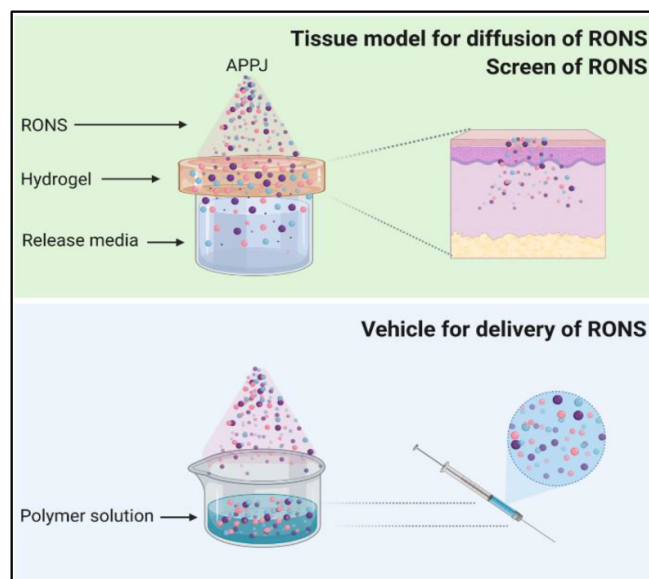 Tissue model for diffusion of RONS
Screen of RONS
APPJ
RONS
Hydrogel
Release media
Vehicle for delivery of RONS
Polymer solution